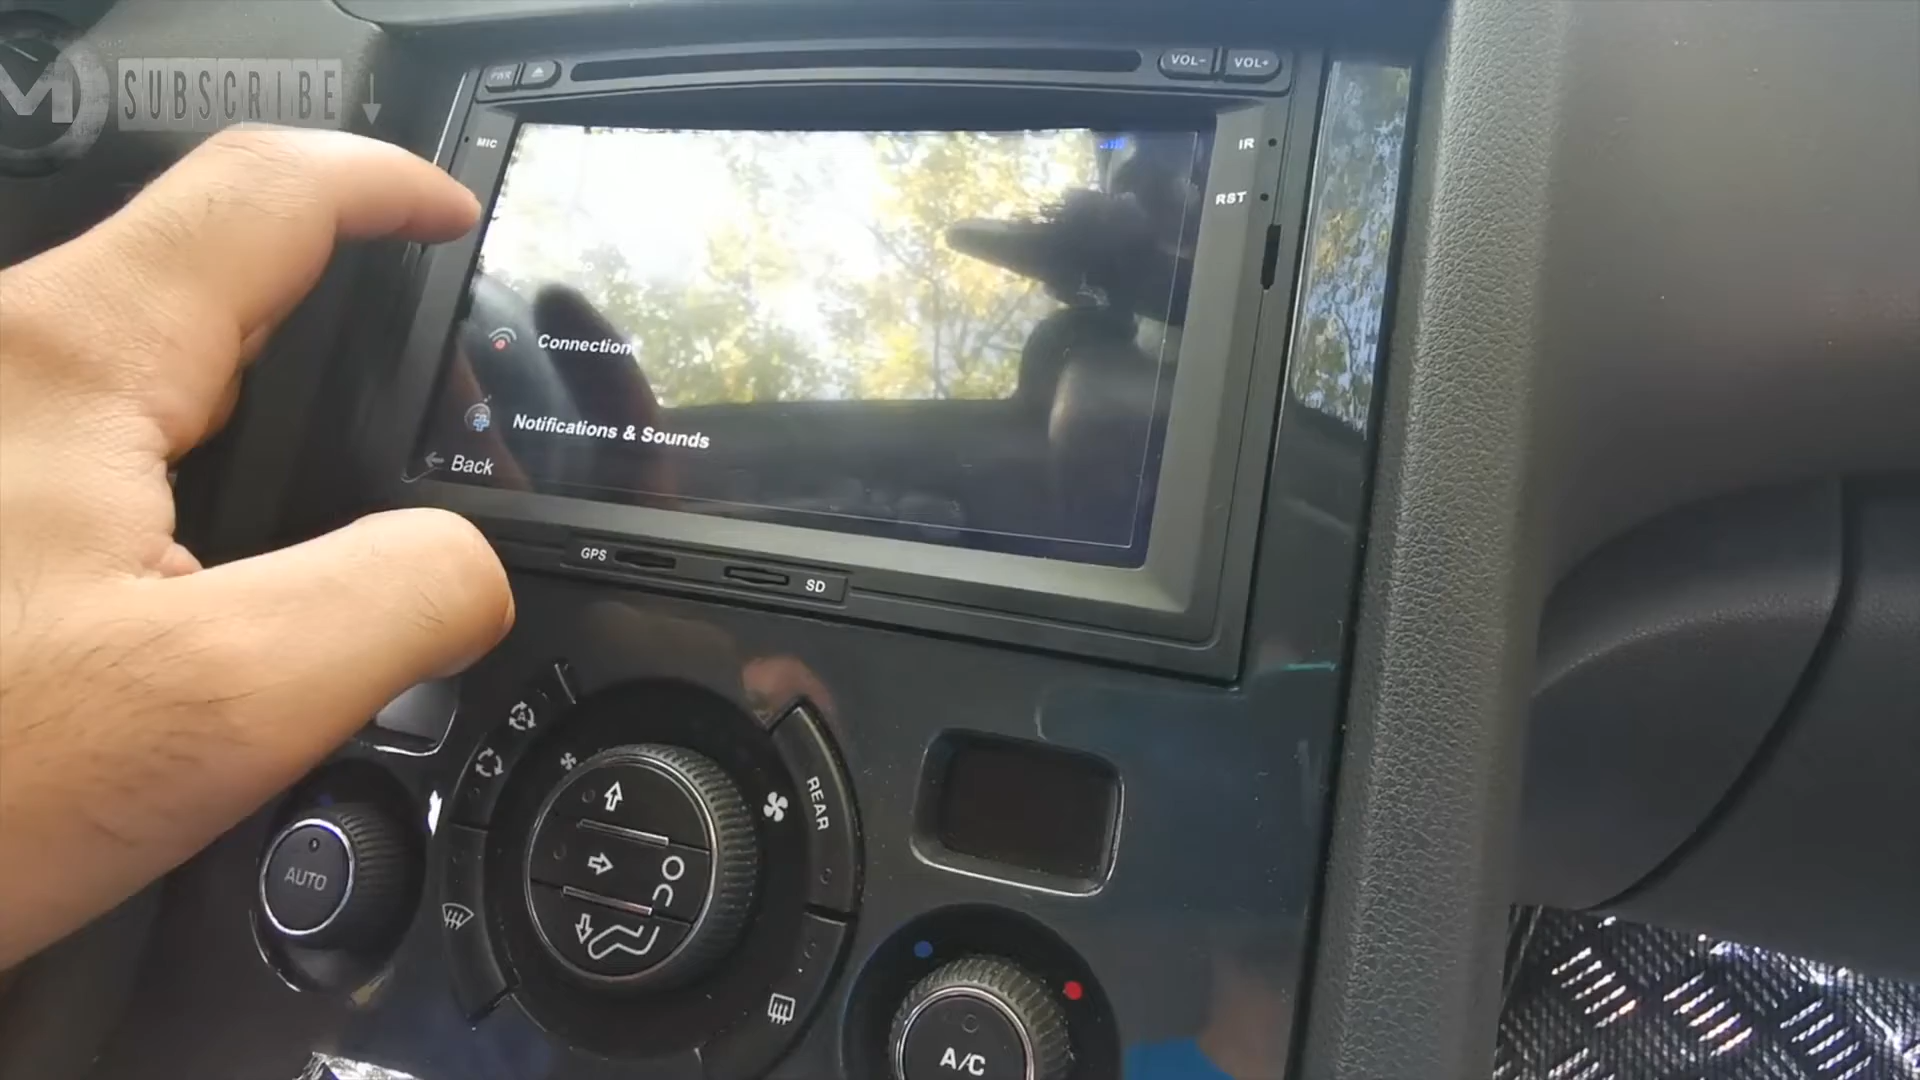 SUBSCRIBE
PWR
VOL-
VOL+
MIC
IR
RST
Connection
Notifications & Sounds
Back
GPS
SD
A
REAR
AUTO
A/C